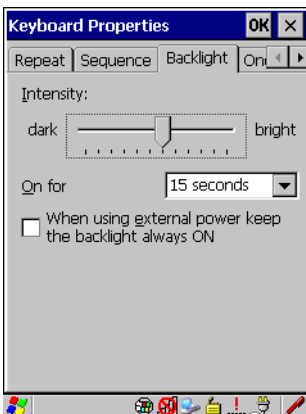 Keyboard Properties OK
Repeat Sequence Backlight On
Intensity:
dark bright
On for 15 seconds
When using external power keep
the backlight always ON